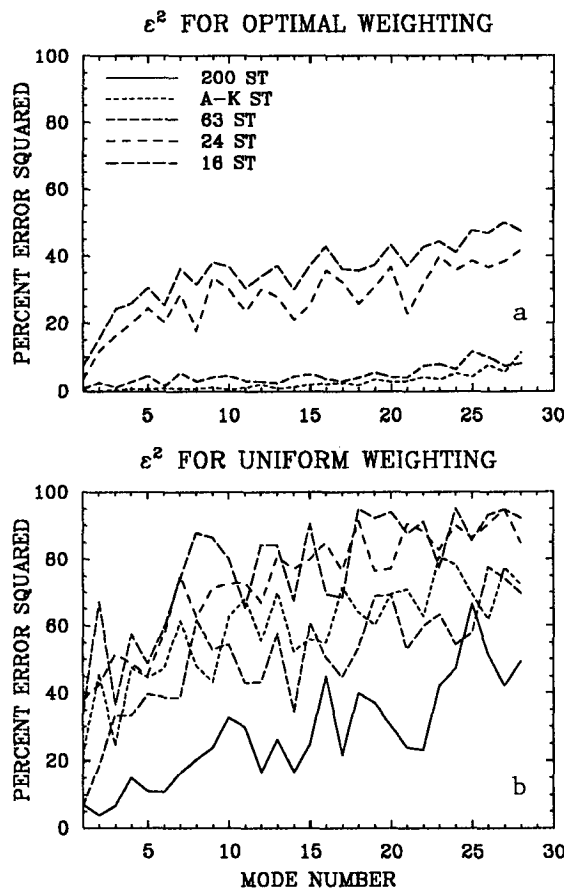 ε² FOR OPTIMAL WEIGHTING
100
80
60
40
20
0
PERCENT ERROR SQUARED
200 ST
A-K ST
63 ST
24 ST
16 ST
a
5 10 15 20 25 30
ε² FOR UNIFORM WEIGHTING
100
80
60
40
20
0
PERCENT ERROR SQUARED
b
5 10 15 20 25 30
MODE NUMBER